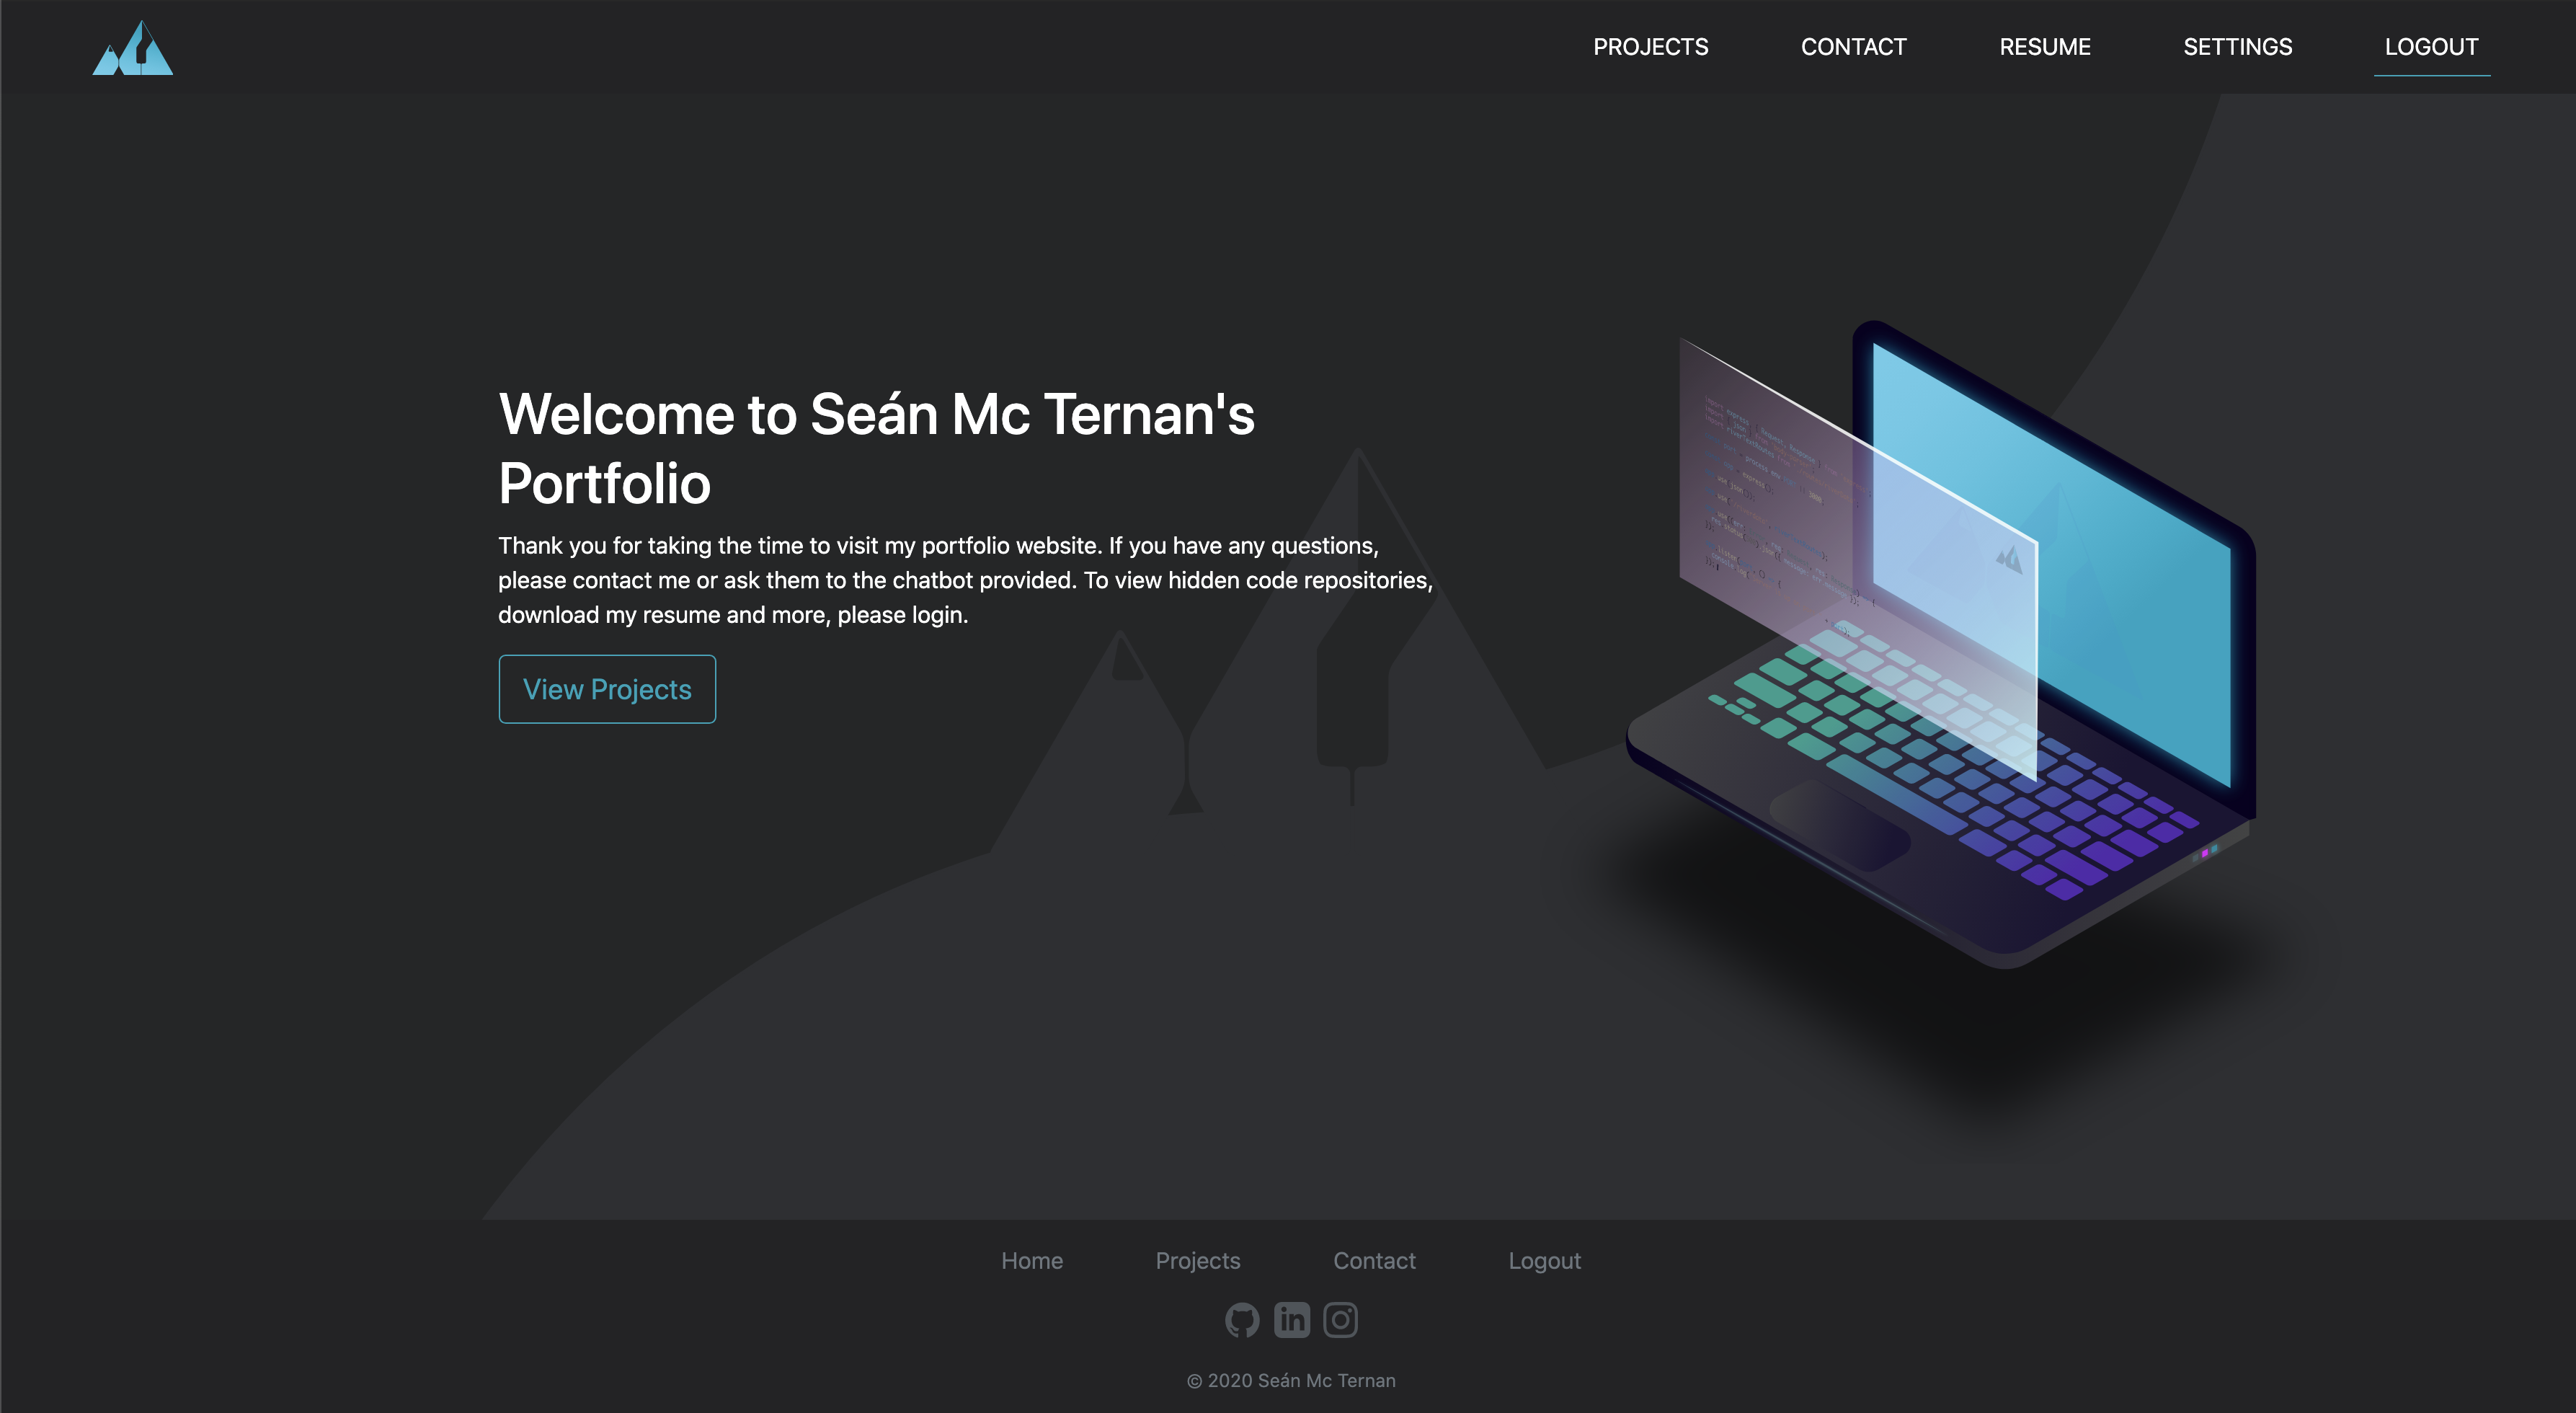 PROJECTS CONTACT RESUME SETTINGS LOGOUT
Welcome to Seán Mc Ternan's
Portfolio
Thank you for taking the time to visit my portfolio website. If you have any questions,
please contact me or ask them to the chatbot provided. To view hidden code repositories,
download my resume and more, please login.
View Projects
Home Projects Contact Logout
in
© 2020 Seán Mc Ternan